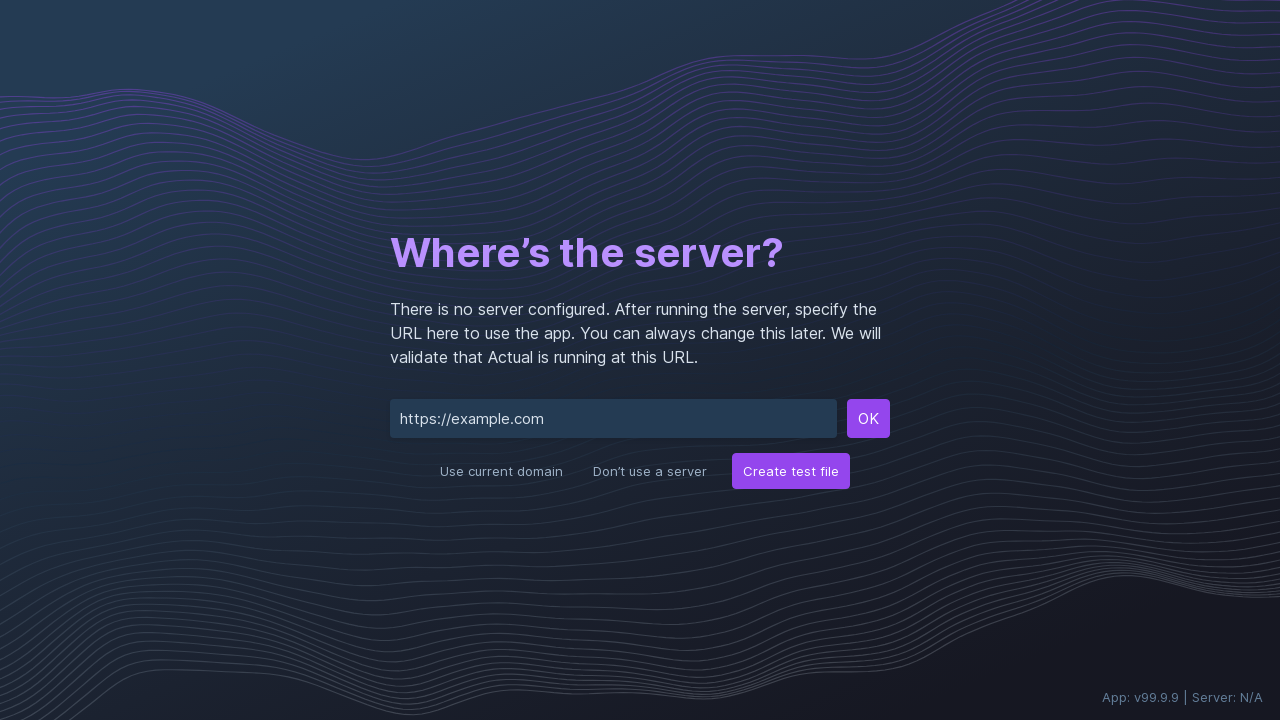 Where’s the server?
There is no server configured. After running the server, specify the
URL here to use the app. You can always change this later. We will
validate that Actual is running at this URL.
https://example.com
OK
Use current domain
Don’t use a server
Create test file
App: v99.9.9 | Server: N/A